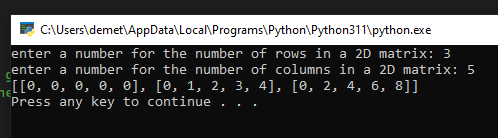 C:\Users\demet\AppData\Local\Programs\Python\Python311\python.exe
enter a number for the number of rows in a 2D matrix: 3
enter a number for the number of columns in a 2D matrix: 5
[[0, 0, 0, 0, 0], [0, 1, 2, 3, 4], [0, 2, 4, 6, 8]]
Press any key to continue . . .